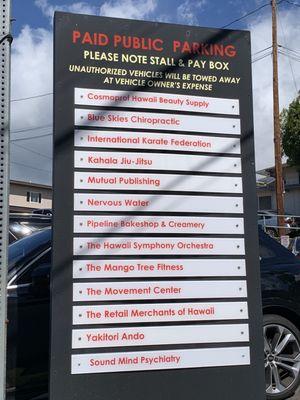 PAID PUBLIC PARKING
PLEASE NOTE STALL & PAY BOX
UNAUTHORIZED VEHICLES WILL BE TOWED AWAY
AT VEHICLE OWNER'S EXPENSE
Cosmoprof Hawaii Beauty Supply
Blue Skies Chiropractic
International Karate Federation
Kahala Jiu-Jitsu
Mutual Publishing
Nervous Water
Pipeline Bakeshop & Creamery
The Hawaii Symphony Orchestra
The Mango Tree Fitness
The Movement Center
The Retail Merchants of Hawaii
Yakitori Ando
Sound Mind Psychiatry